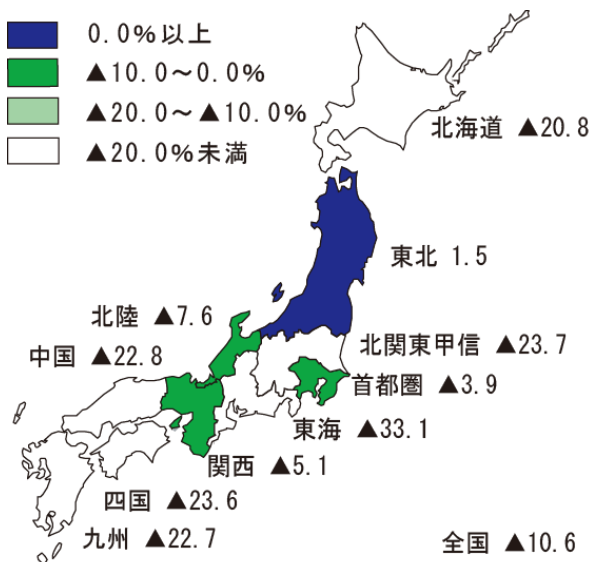 0.0%以上
▲10.0～0.0%
▲20.0～▲10.0%
▲20.0%未満
北海道 ▲20.8
東北 1.5
北陸 ▲7.6
北関東甲信 ▲23.7
中国 ▲22.8
首都圏 ▲3.9
東海 ▲33.1
関西 ▲5.1
四国 ▲23.6
九州 ▲22.7
全国 ▲10.6